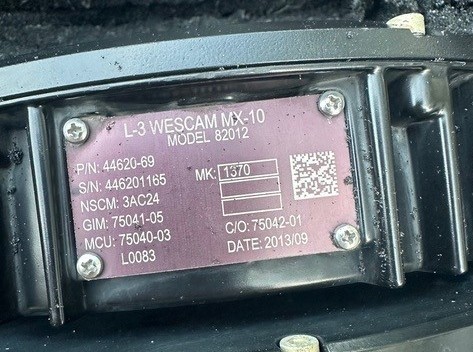 L-3 WESCAM MX-10
MODEL 82012
P/N: 44620-69
S/N: 446201165
NSCM: 3AC24
GIM: 75041-05
MCU: 75040-03
L0083
MK: 1370
C/O: 75042-01
DATE: 2013/09